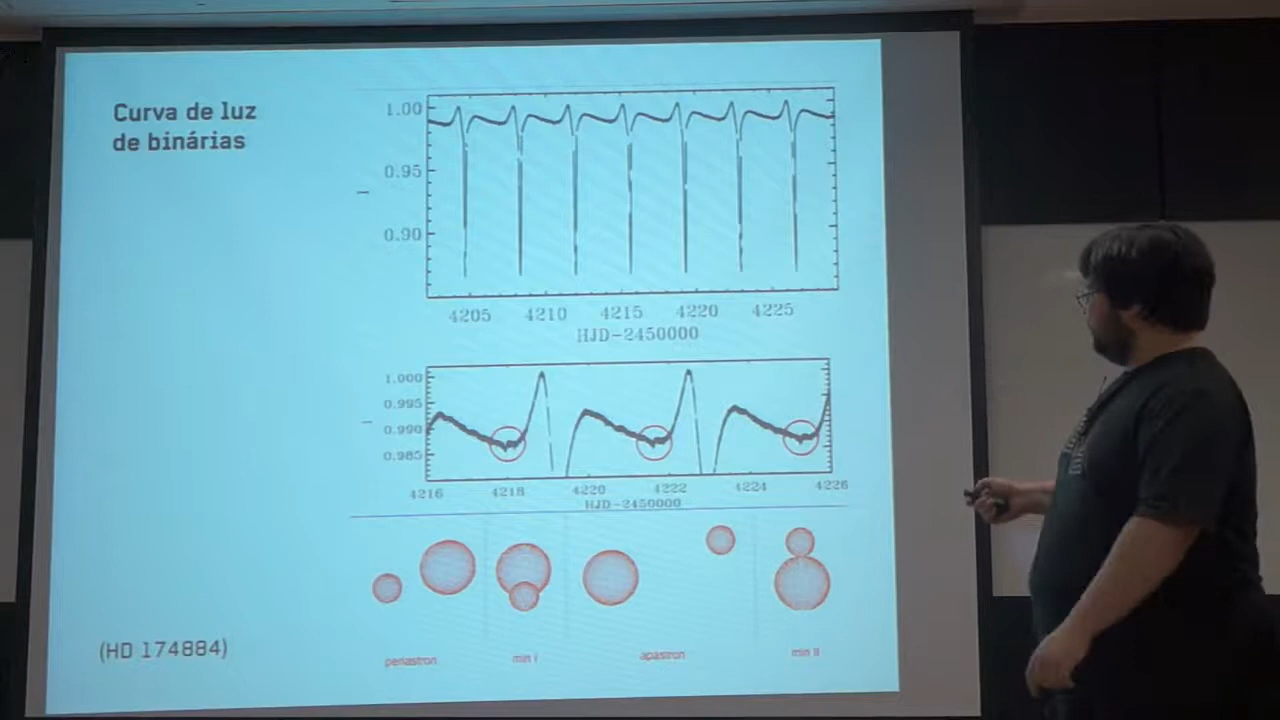 Curva de luz
de binárias
1.00
0.95
0.90
I
4205 4210 4215 4220 4225
HJD-2450000
1.000
0.995
0.990
0.985
I
4216 4218 4220 4222 4224 4226
HJD-2450000
periastron min I apastron min II
(HD 174884)